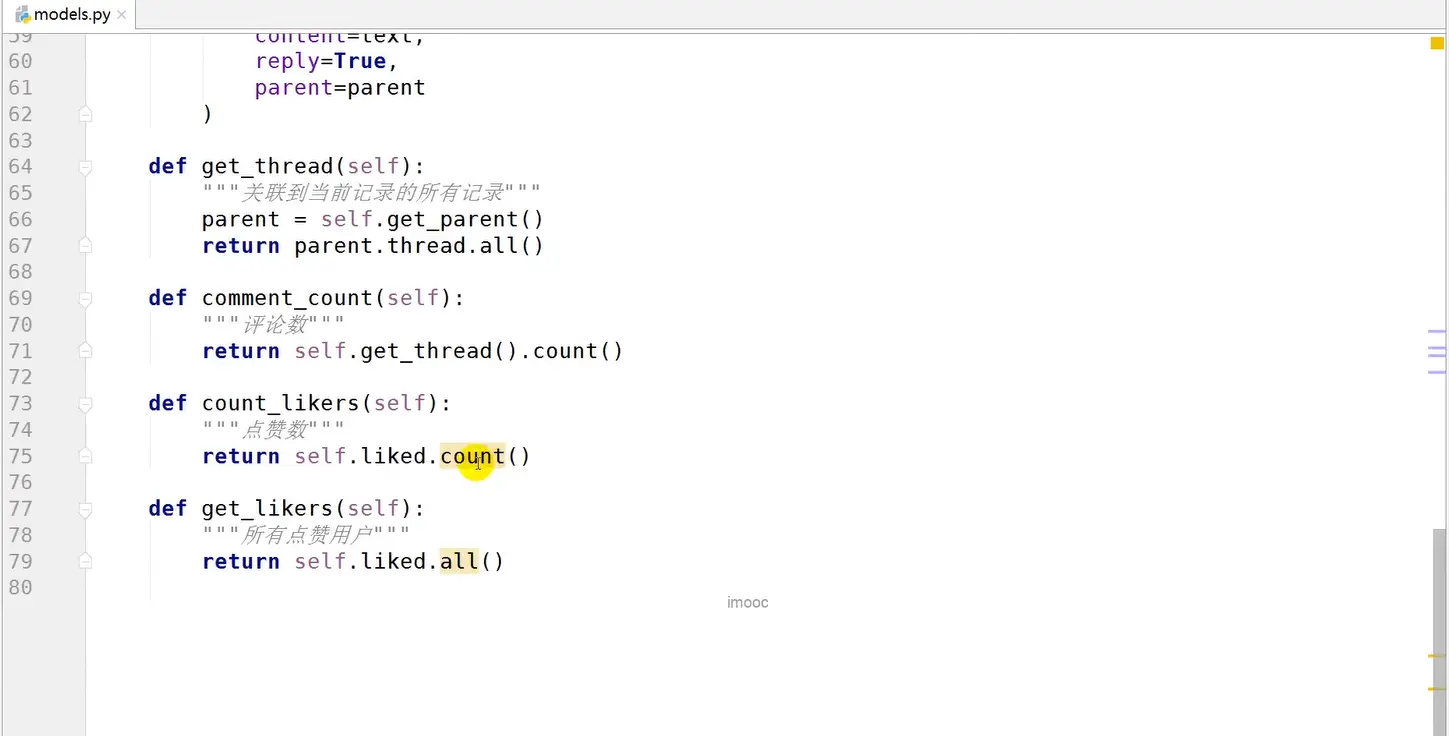 models.py
59 content=text,
60 reply=True,
61 parent=parent
62 )
63
64 def get_thread(self):
65 """关联到当前记录的所有记录"""
66 parent = self.get_parent()
67 return parent.thread.all()
68
69 def comment_count(self):
70 """评论数"""
71 return self.get_thread().count()
72
73 def count_likers(self):
74 """点赞数"""
75 return self.liked.count()
76
77 def get_likers(self):
78 """所有点赞用户"""
79 return self.liked.all()
80
imooc